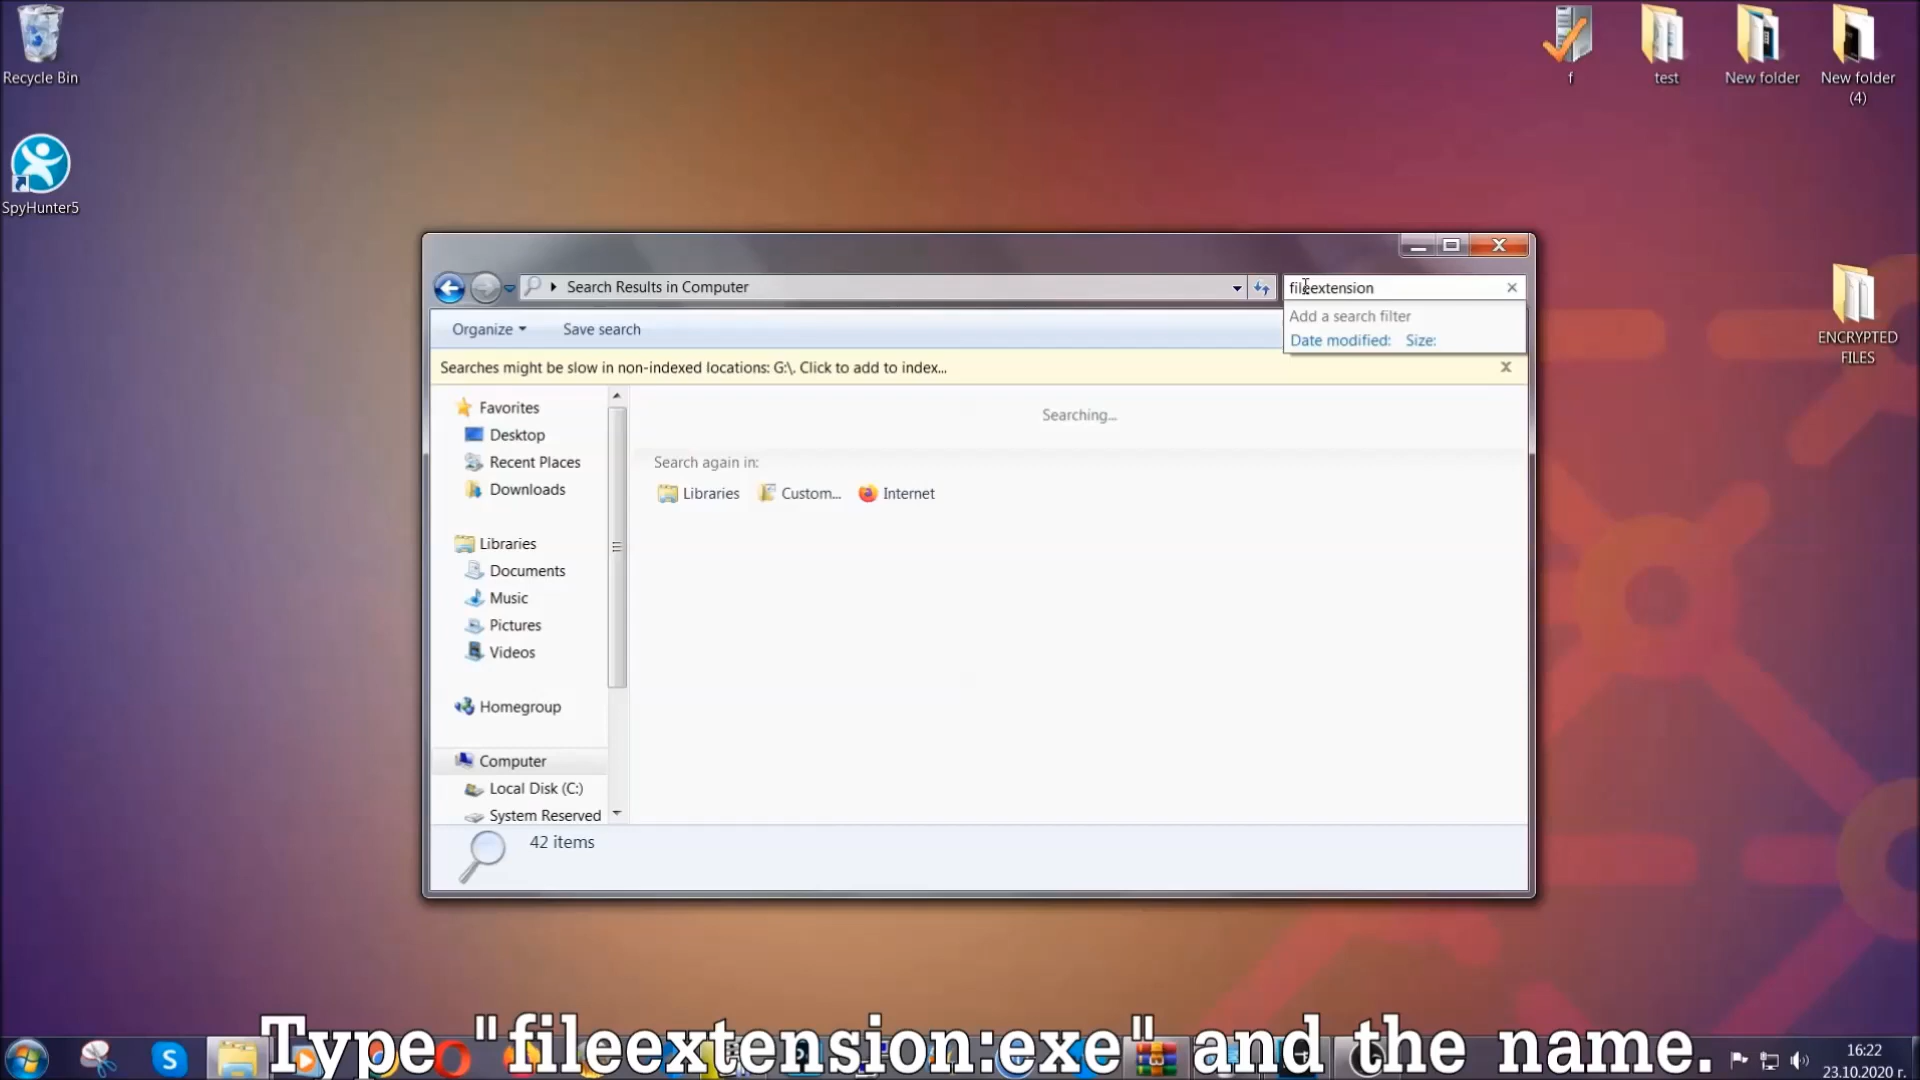 Recycle Bin
SpyHunter5
f
test
New folder
New folder
(4)
ENCRYPTED
FILES
Search Results in Computer
fileextension
Add a search filter
Date modified: Size:
Organize
Save search
Searches might be slow in non-indexed locations: G:\. Click to add to index...
Favorites
Desktop
Recent Places
Downloads
Libraries
Documents
Music
Pictures
Videos
Homegroup
Computer
Local Disk (C:)
System Reserved
Searching...
Search again in:
Libraries
Custom...
Internet
42 items
Type "fileextension:exe" and the name.
16:22
23.10.2020 г.